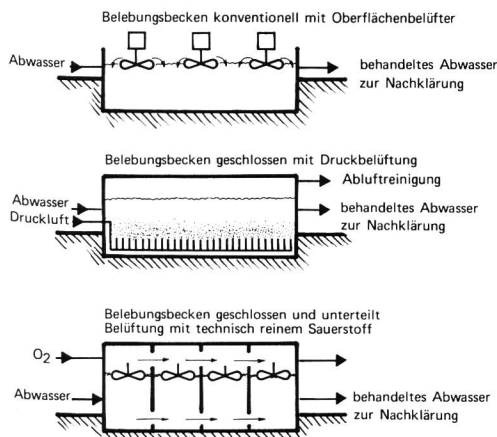 Belebungsbecken konventionell mit Oberflächenbelüfter
Abwasser
behandeltes Abwasser
zur Nachklärung
Belebungsbecken geschlossen mit Druckbelüftung
Abluftreinigung
Abwasser
Druckluft
behandeltes Abwasser
zur Nachklärung
Belebungsbecken geschlossen und unterteilt
Belüftung mit technisch reinem Sauerstoff
O₂
Abwasser
behandeltes Abwasser
zur Nachklärung